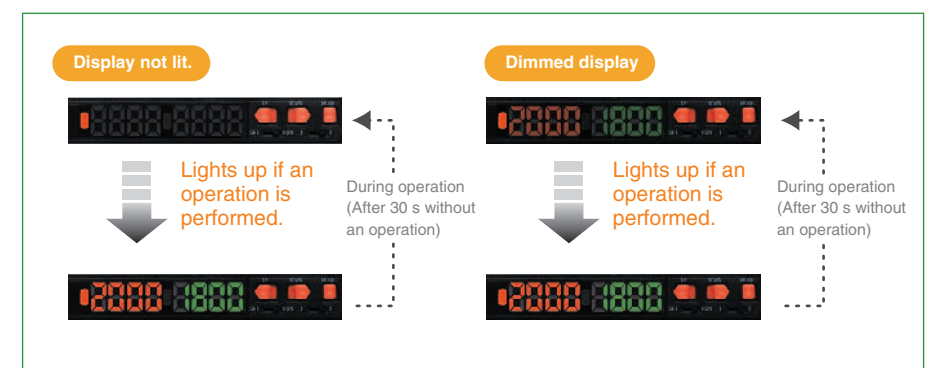 Display not lit.
Dimmed display
2000 1800
Lights up if an
operation is
performed.
During operation
(After 30 s without
an operation)
Lights up if an
operation is
performed.
During operation
(After 30 s without
an operation)
2000 1800
2000 1800